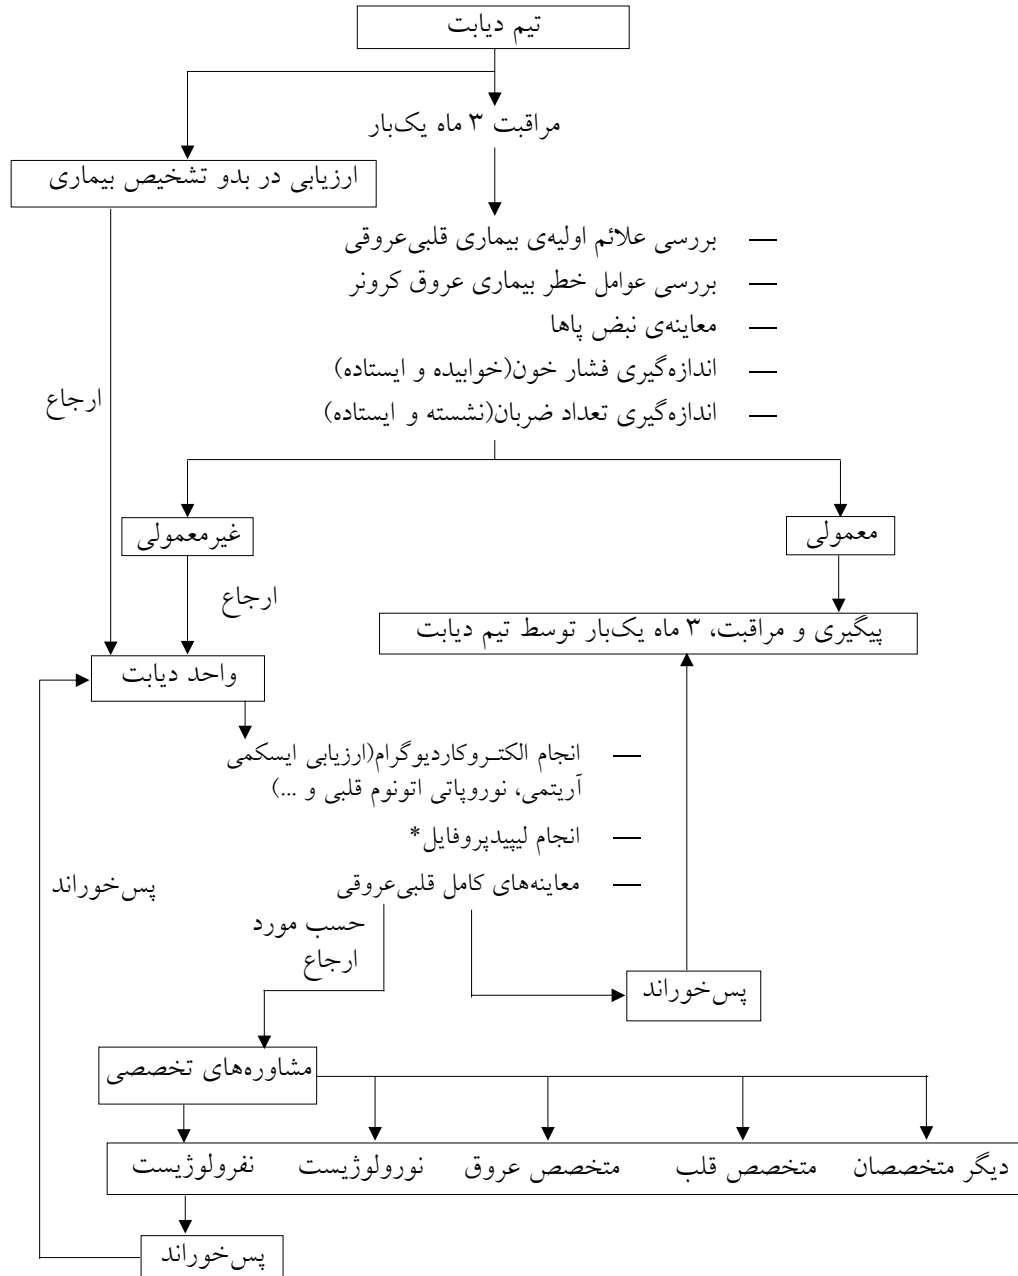 تیم دیابت
مراقبت ۳ ماه یک‌بار
ارزیابی در بدو تشخیص بیماری
— بررسی علائم اولیه‌ی بیماری قلبی‌عروقی
— بررسی عوامل خطر بیماری عروق کرونر
— معاینه‌ی نبض پاها
— اندازه‌گیری فشار خون(خوابیده و ایستاده)
— اندازه‌گیری تعداد ضربان(نشسته و ایستاده)
ارجاع
معمولی
غیرمعمولی
ارجاع
پیگیری و مراقبت، ۳ ماه یک‌بار توسط تیم دیابت
واحد دیابت
— انجام الکتـروکاردیوگرام(ارزیابی ایسکمی
آریتمی، نوروپاتی اتونوم قلبی و ...)
— انجام لیپیدپروفایل*
— معاینه‌های کامل قلبی‌عروقی
پس‌خوراند
حسب مورد
ارجاع
پس‌خوراند
مشاوره‌های تخصصی
دیگر متخصصان متخصص قلب متخصص عروق نورولوژیست نفرولوژیست
پس‌خوراند